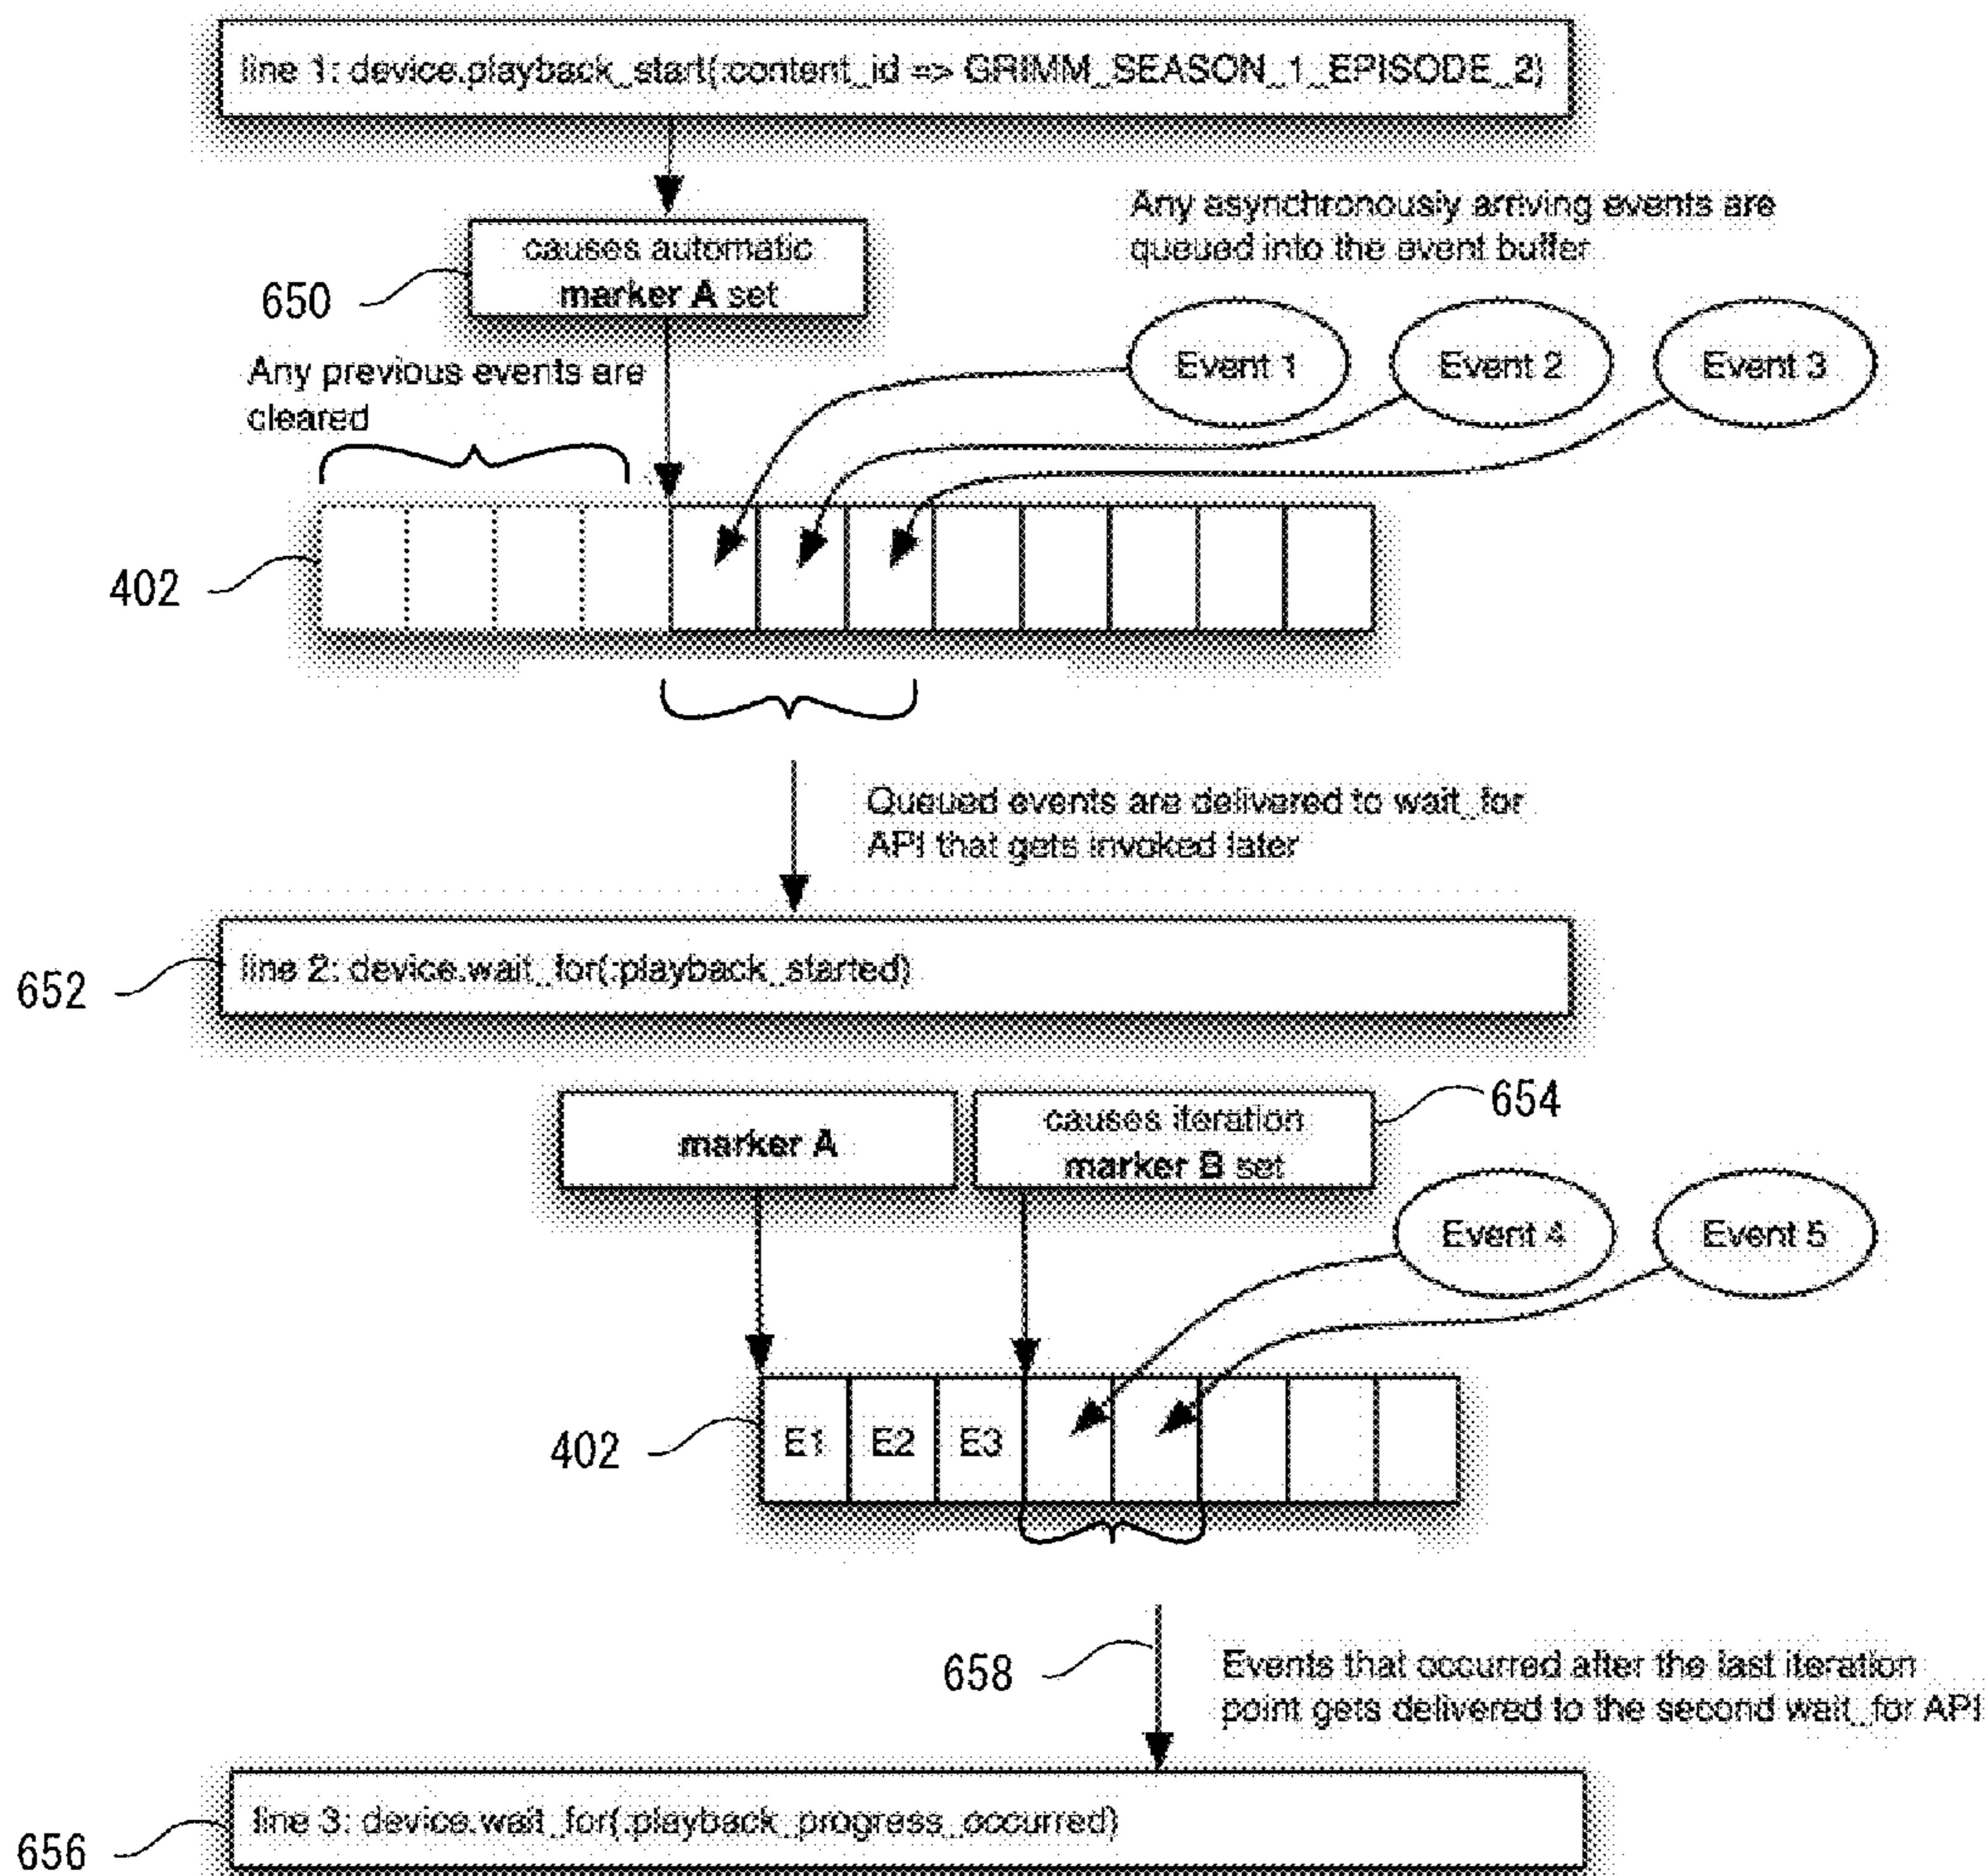 line 1: device.playback_start(:content_id => GRIMM_SEASON_1_EPISODE_2)
causes automatic
marker A set
650
Any asynchronously arriving events are
queued into the event buffer
Event 1
Event 2
Event 3
Any previous events are
cleared
402
Queued events are delivered to wait_for
API that gets invoked later
line 2: device.wait_for(:playback_started)
652
marker A
causes iteration
marker B set
654
Event 4
Event 5
E1
E2
E3
402
658
Events that occurred after the last iteration
point gets delivered to the second wait_for API
line 3: device.wait_for(:playback_progress_occurred)
656